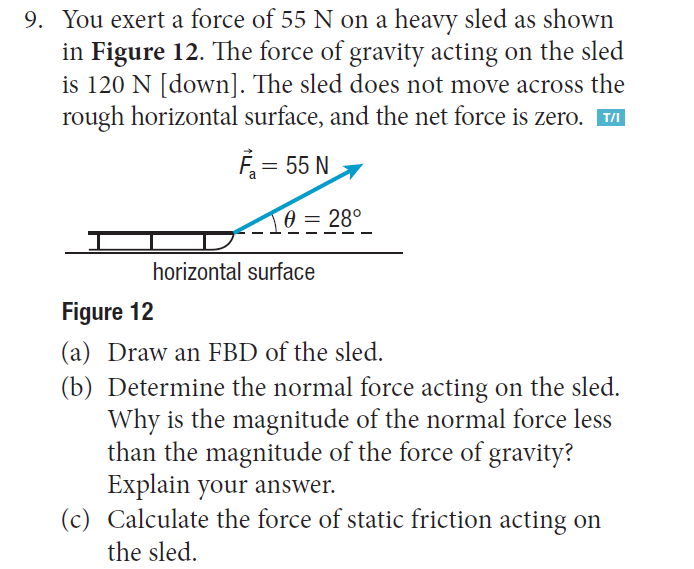 9. You exert a force of 55 N on a heavy sled as shown
in Figure 12. The force of gravity acting on the sled
is 120 N [down]. The sled does not move across the
rough horizontal surface, and the net force is zero. T/I
F⃗ₐ = 55 N
θ = 28°
horizontal surface
Figure 12
(a) Draw an FBD of the sled.
(b) Determine the normal force acting on the sled.
Why is the magnitude of the normal force less
than the magnitude of the force of gravity?
Explain your answer.
(c) Calculate the force of static friction acting on
the sled.